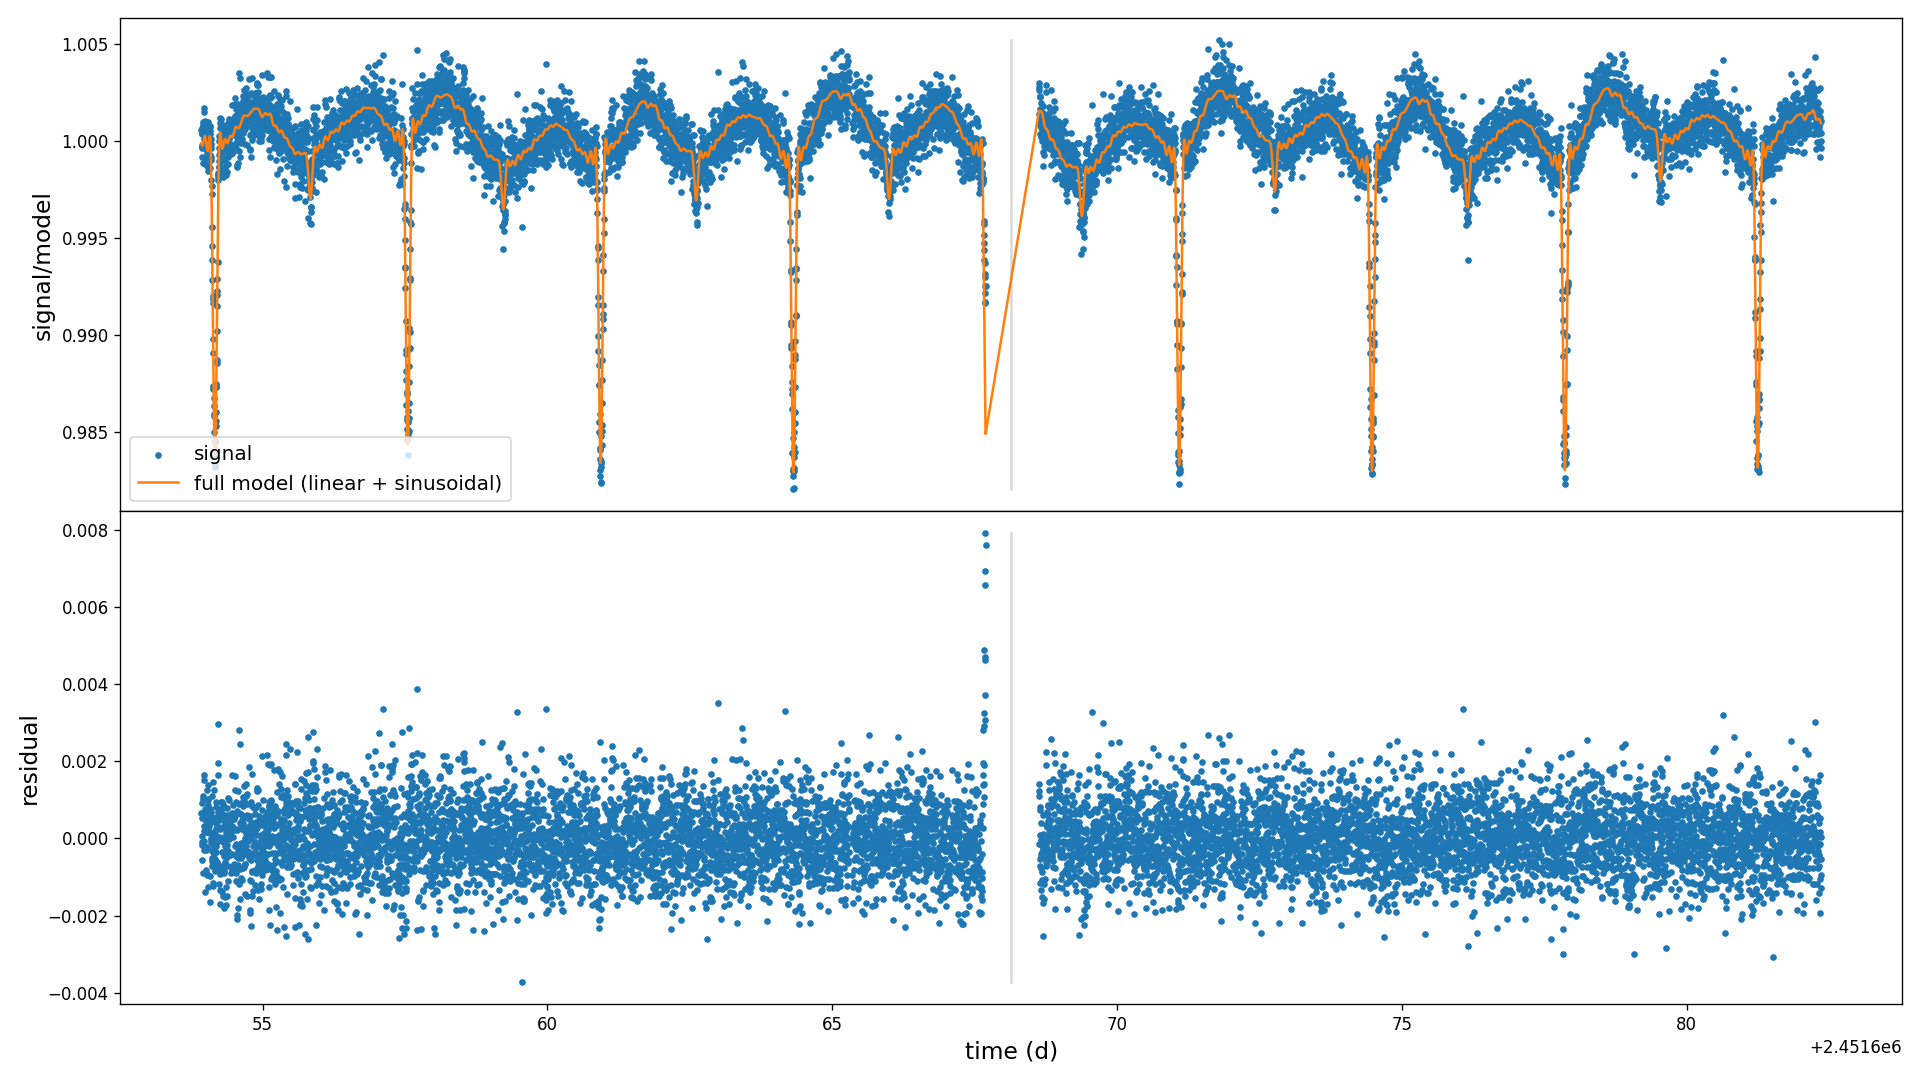 1.005
1.000
0.995
0.990
0.985
signal/model
signal
full model (linear + sinusoidal)
0.008
0.006
0.004
0.002
0.000
−0.002
−0.004
residual
55 60 65 70 75 80
time (d)
+2.4516e6